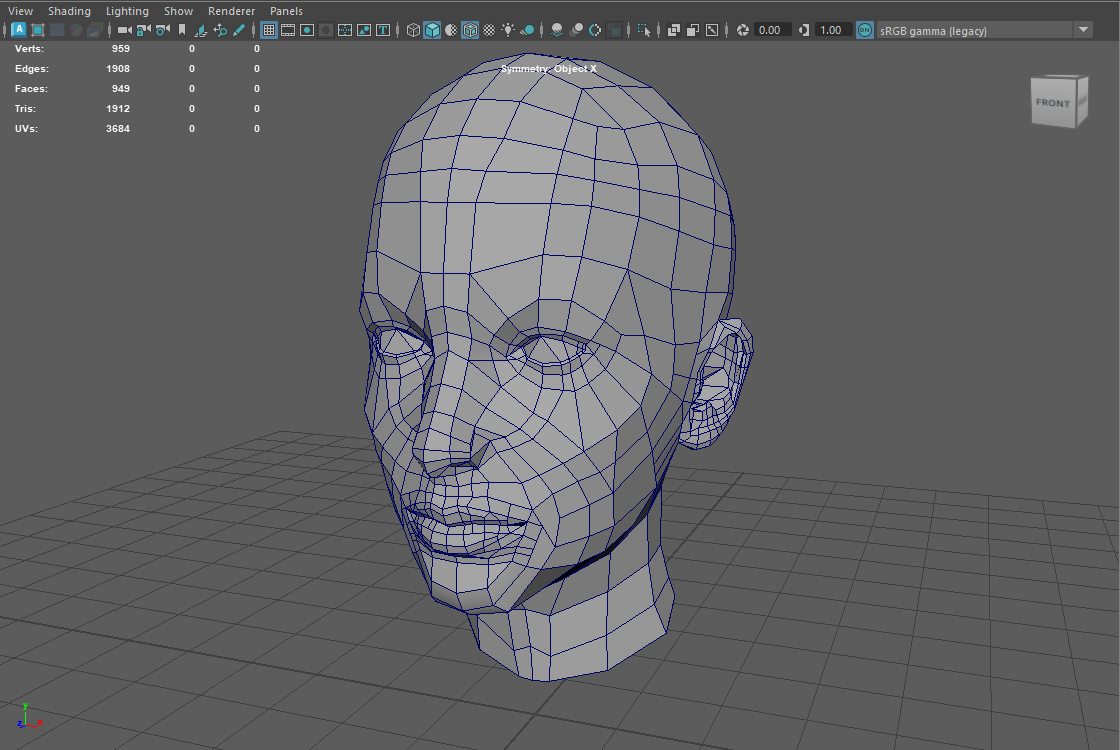 View Shading Lighting Show Renderer Panels
A T 0.00 1.00 ON sRGB gamma (legacy)
Verts: 959 0 0
Symmetry: Object X
Edges: 1908 0 0
Faces: 949 0 0
Tris: 1912 0 0
UVs: 3684 0 0
FRONT
y
z x